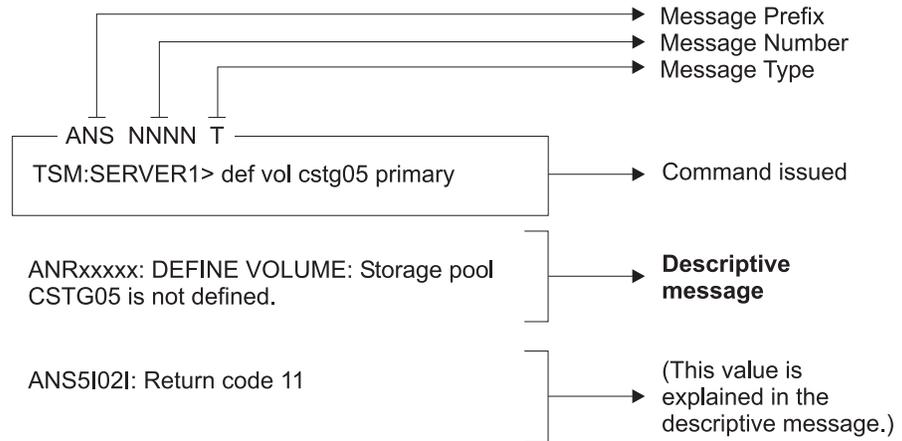 Message Prefix
Message Number
Message Type
ANS NNNN T
TSM:SERVER1> def vol cstg05 primary
Command issued
ANRxxxxx: DEFINE VOLUME: Storage pool
CSTG05 is not defined.
Descriptive
message
ANS5I02I: Return code 11
(This value is
explained in the
descriptive message.)